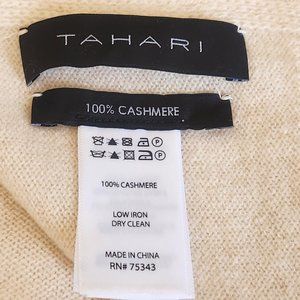 TAHARI
100% CASHMERE
100% CASHMERE
LOW IRON
DRY CLEAN
MADE IN CHINA
RN# 75343